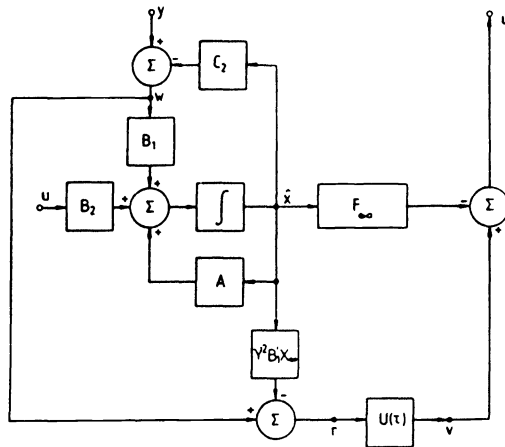 y
u
+
Σ
-
C₂
w
B₁
+
u
B₂
+
Σ
∫
x̂
F∞
-
Σ
+
+
A
γ²B₁'X∞
-
+
Σ
r
U(τ)
v